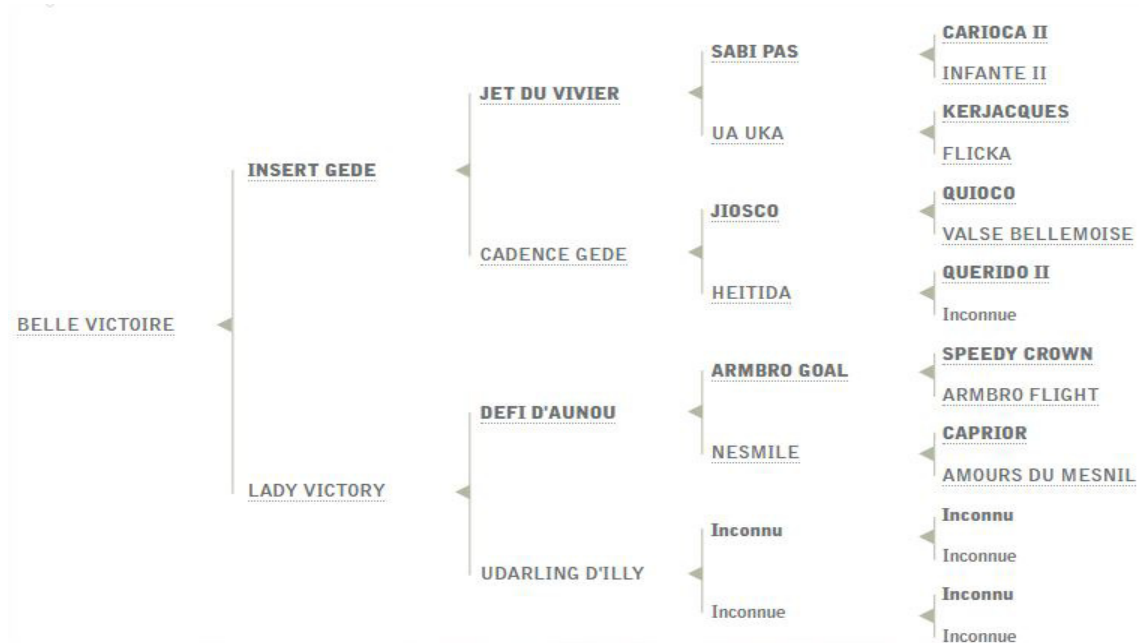 BELLE VICTOIRE
INSERT GEDE
LADY VICTORY
JET DU VIVIER
CADENCE GEDE
DEFI D'AUNOU
UDARLING D'ILLY
SABI PAS
UA UKA
JIOSCO
HEITIDA
ARMBRO GOAL
NESMILE
Inconnu
Inconnue
CARIOCA II
INFANTE II
KERJACQUES
FLICKA
QUIOCO
VALSE BELLEMOISE
QUERIDO II
Inconnue
SPEEDY CROWN
ARMBRO FLIGHT
CAPRIOR
AMOURS DU MESNIL
Inconnu
Inconnue
Inconnu
Inconnue